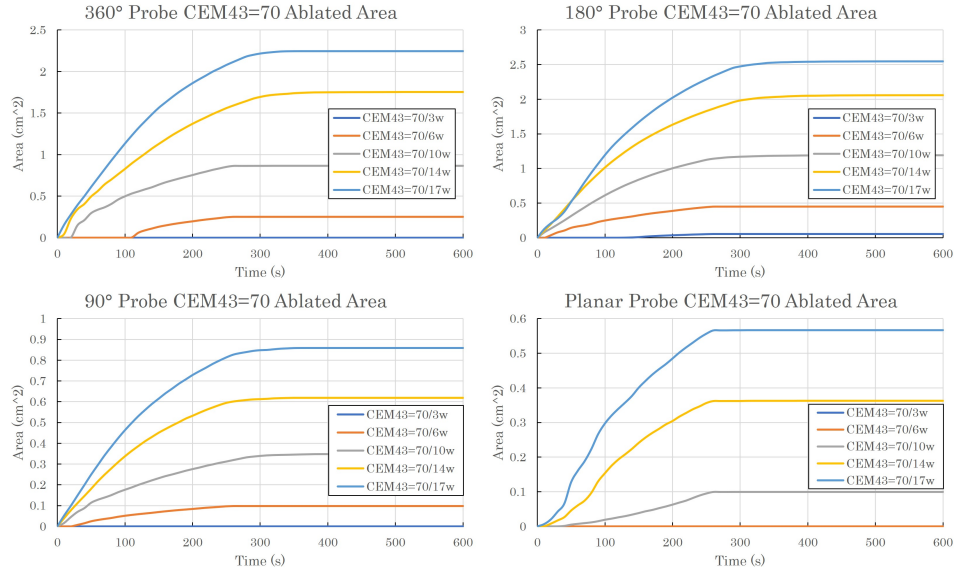 360° Probe CEM43=70 Ablated Area
2.5
2
1.5
1
0.5
0
Area (cm^2)
0 100 200 300 400 500 600
Time (s)
CEM43=70/3w
CEM43=70/6w
CEM43=70/10w
CEM43=70/14w
CEM43=70/17w
180° Probe CEM43=70 Ablated Area
3
2.5
2
1.5
1
0.5
0
Area (cm^2)
0 100 200 300 400 500 600
Time (s)
CEM43=70/3w
CEM43=70/6w
CEM43=70/10w
CEM43=70/14w
CEM43=70/17w
90° Probe CEM43=70 Ablated Area
1
0.9
0.8
0.7
0.6
0.5
0.4
0.3
0.2
0.1
0
Area (cm^2)
0 100 200 300 400 500 600
Time (s)
CEM43=70/3w
CEM43=70/6w
CEM43=70/10w
CEM43=70/14w
CEM43=70/17w
Planar Probe CEM43=70 Ablated Area
0.6
0.5
0.4
0.3
0.2
0.1
0
Area (cm^2)
0 100 200 300 400 500 600
Time (s)
CEM43=70/3w
CEM43=70/6w
CEM43=70/10w
CEM43=70/14w
CEM43=70/17w